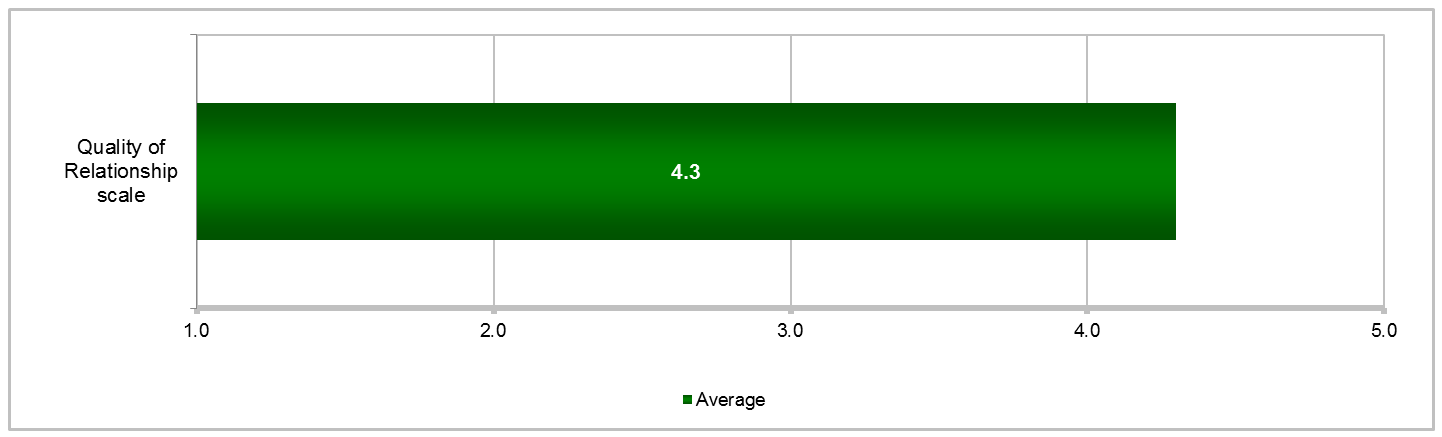 Quality of
Relationship
scale
4.3
1.0 2.0 3.0 4.0 5.0
Average